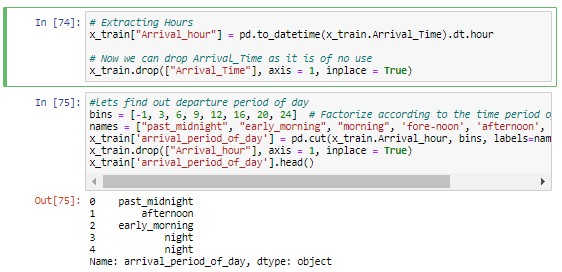 In [74]:
# Extracting Hours
x_train["Arrival_hour"] = pd.to_datetime(x_train.Arrival_Time).dt.hour
# Now we can drop Arrival_Time as it is of no use
x_train.drop(["Arrival_Time"], axis = 1, inplace = True)
In [75]:
#Lets find out departure period of day
bins = [-1, 3, 6, 9, 12, 16, 20, 24]  # Factorize according to the time period o
names = ["past_midnight", "early_morning", "morning", 'fore-noon', 'afternoon',
x_train['arrival_period_of_day'] = pd.cut(x_train.Arrival_hour, bins, labels=nam
x_train.drop(["Arrival_hour"], axis = 1, inplace = True)
x_train['arrival_period_of_day'].head()
Out[75]:
0    past_midnight
1        afternoon
2    early_morning
3            night
4            night
Name: arrival_period_of_day, dtype: object